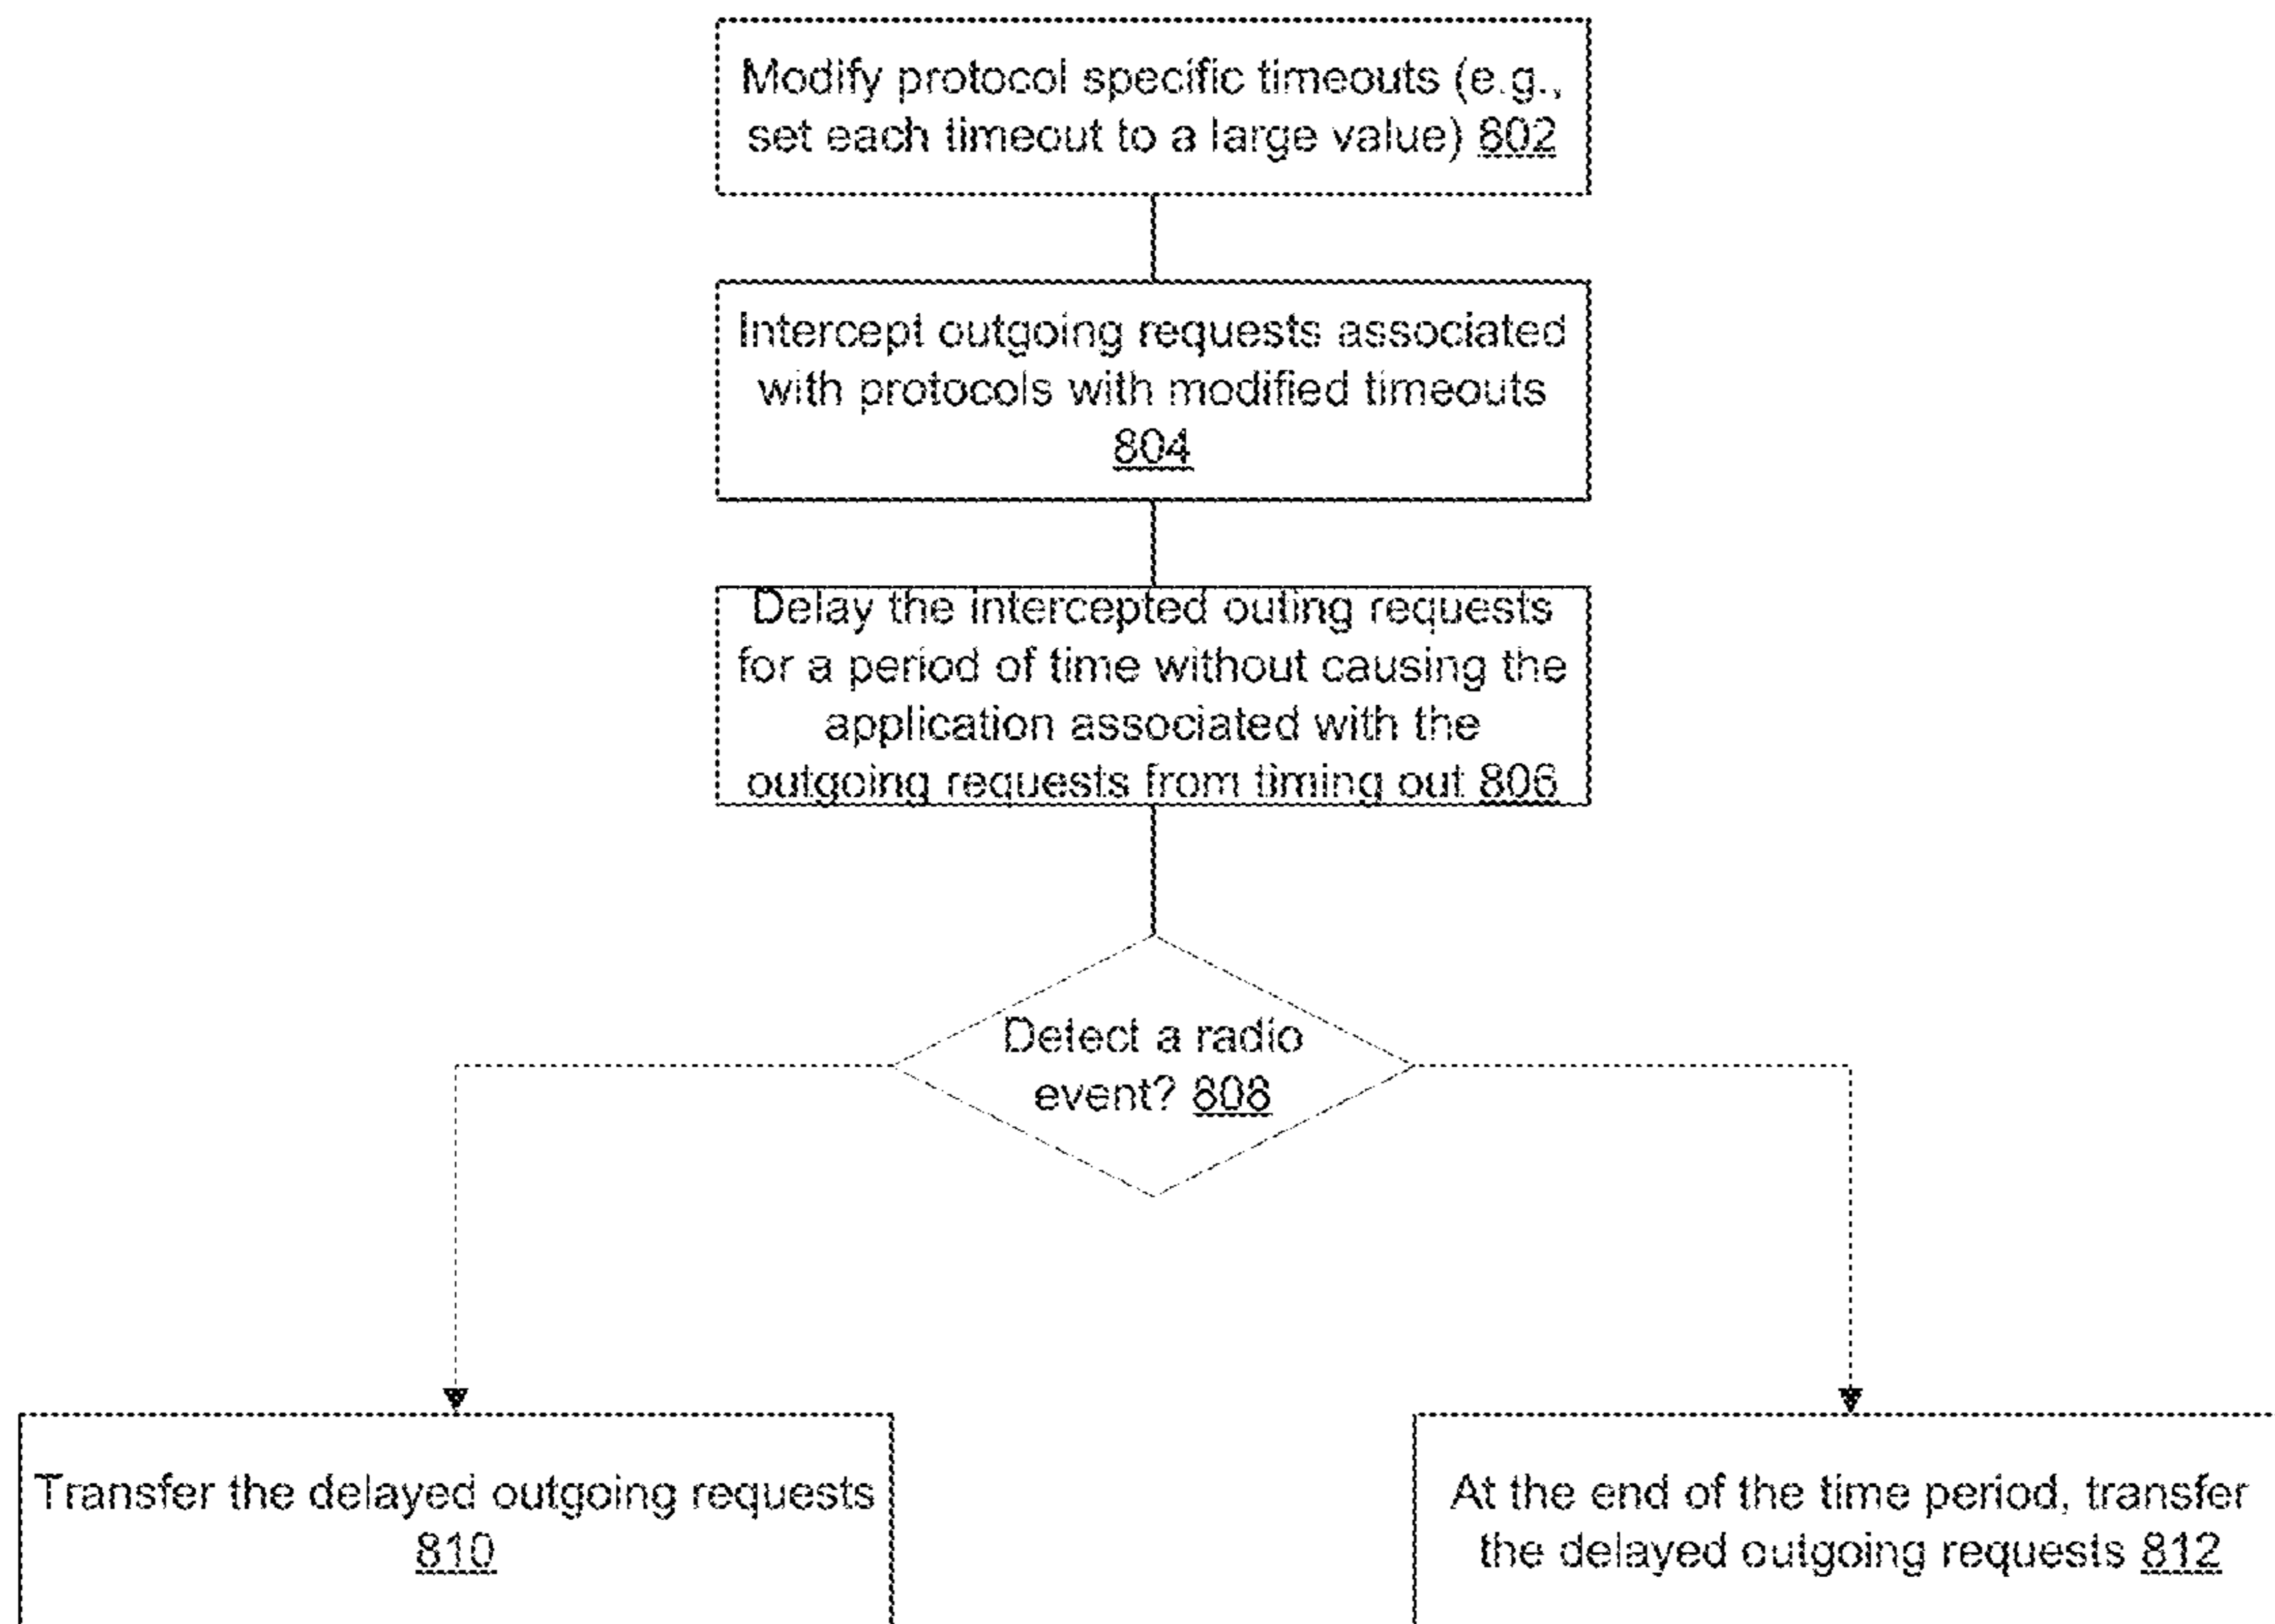 Modify protocol specific timeouts (e.g.,
set each timeout to a large value) 802
Intercept outgoing requests associated
with protocols with modified timeouts
804
Delay the intercepted outing requests
for a period of time without causing the
application associated with the
outgoing requests from timing out 806
Detect a radio
event? 808
Transfer the delayed outgoing requests
810
At the end of the time period, transfer
the delayed outgoing requests 812